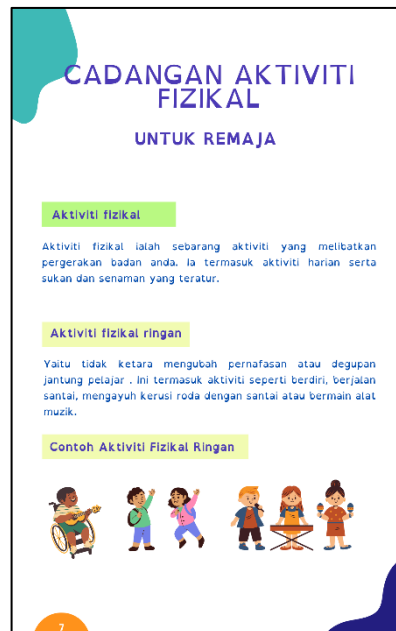 CADANGAN AKTIVITI
FIZIKAL
UNTUK REMAJA
Aktiviti fizikal
Aktiviti fizikal ialah sebarang aktiviti yang melibatkan
pergerakan badan anda. Ia termasuk aktiviti harian serta
sukan dan senaman yang teratur.
Aktiviti fizikal ringan
Yaitu tidak ketara mengubah pernafasan atau degupan
jantung pelajar . Ini termasuk aktiviti seperti berdiri, berjalan
santai, mengayuh kerusi roda dengan santai atau bermain alat
muzik.
Contoh Aktiviti Fizikal Ringan
7